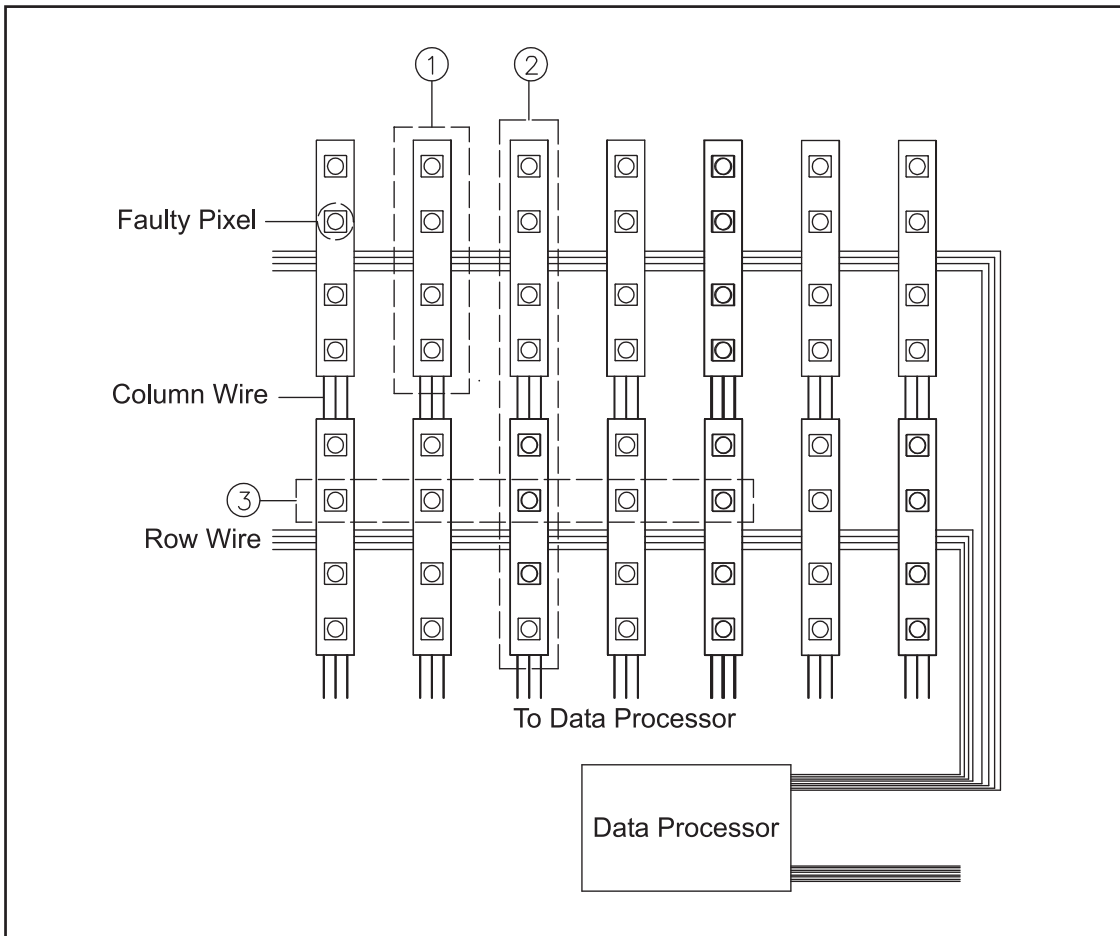 ① ②
Faulty Pixel
Column Wire
③
Row Wire
To Data Processor
Data Processor